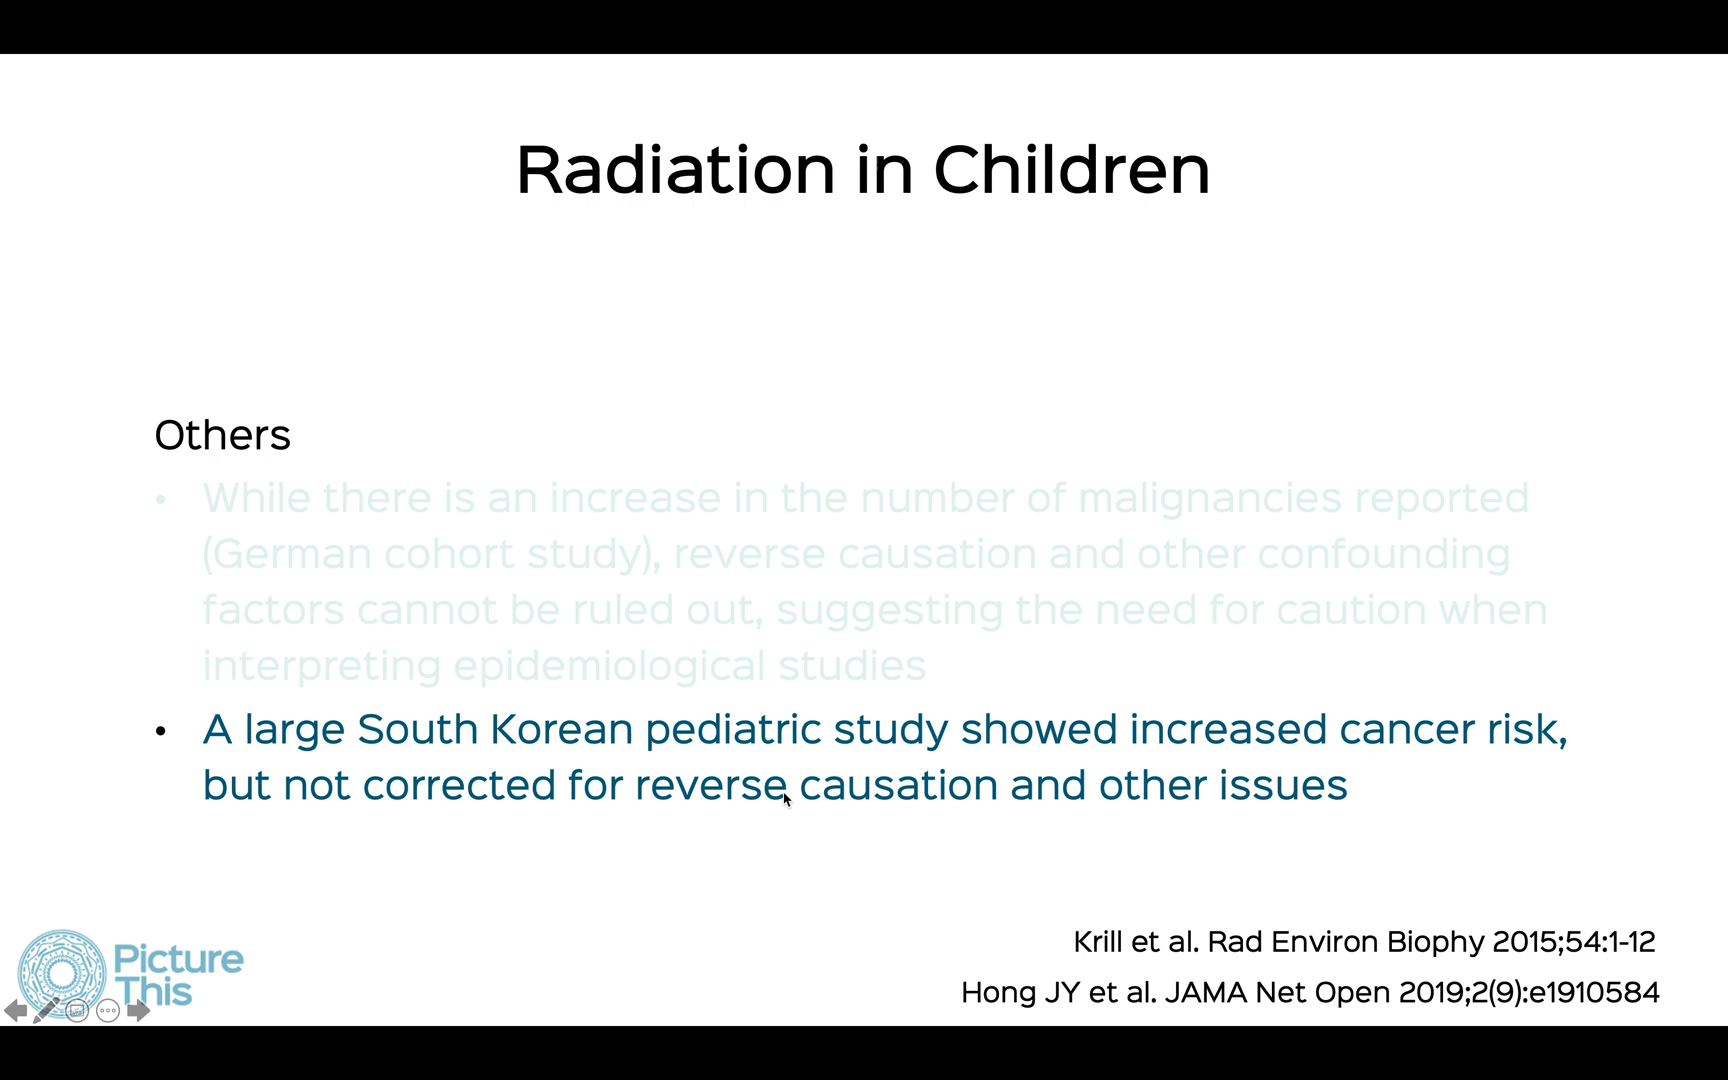 Radiation in Children
Others
• While there is an increase in the number of malignancies reported
(German cohort study), reverse causation and other confounding
factors cannot be ruled out, suggesting the need for caution when
interpreting epidemiological studies
• A large South Korean pediatric study showed increased cancer risk,
but not corrected for reverse causation and other issues
Krill et al. Rad Environ Biophy 2015;54:1-12
Hong JY et al. JAMA Net Open 2019;2(9):e1910584
Picture
This